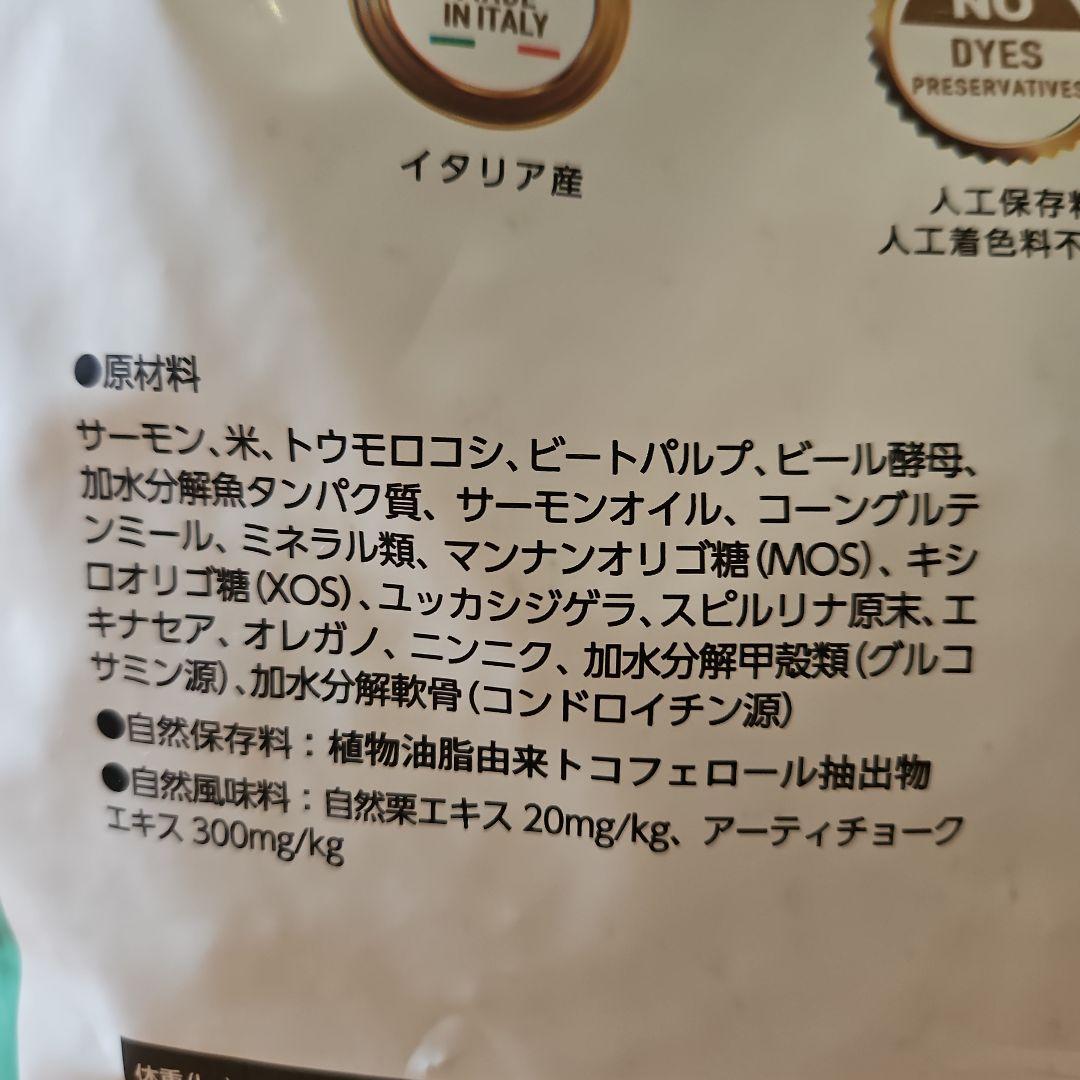 IN ITALY
NO
DYES
PRESERVATIVES
イタリア産
人工保存料
人工着色料不
●原材料
サーモン、米、トウモロコシ、ビートパルプ、ビール酵母、
加水分解魚タンパク質、サーモンオイル、コーングルテ
ンミール、ミネラル類、マンナンオリゴ糖(MOS)、キシ
ロオリゴ糖(XOS)、ユッカシジゲラ、スピルリナ原末、エ
キナセア、オレガノ、ニンニク、加水分解甲殻類(グルコ
サミン源)、加水分解軟骨(コンドロイチン源)
●自然保存料：植物油脂由来トコフェロール抽出物
●自然風味料：自然栗エキス 20mg/kg、アーティチョーク
エキス 300mg/kg